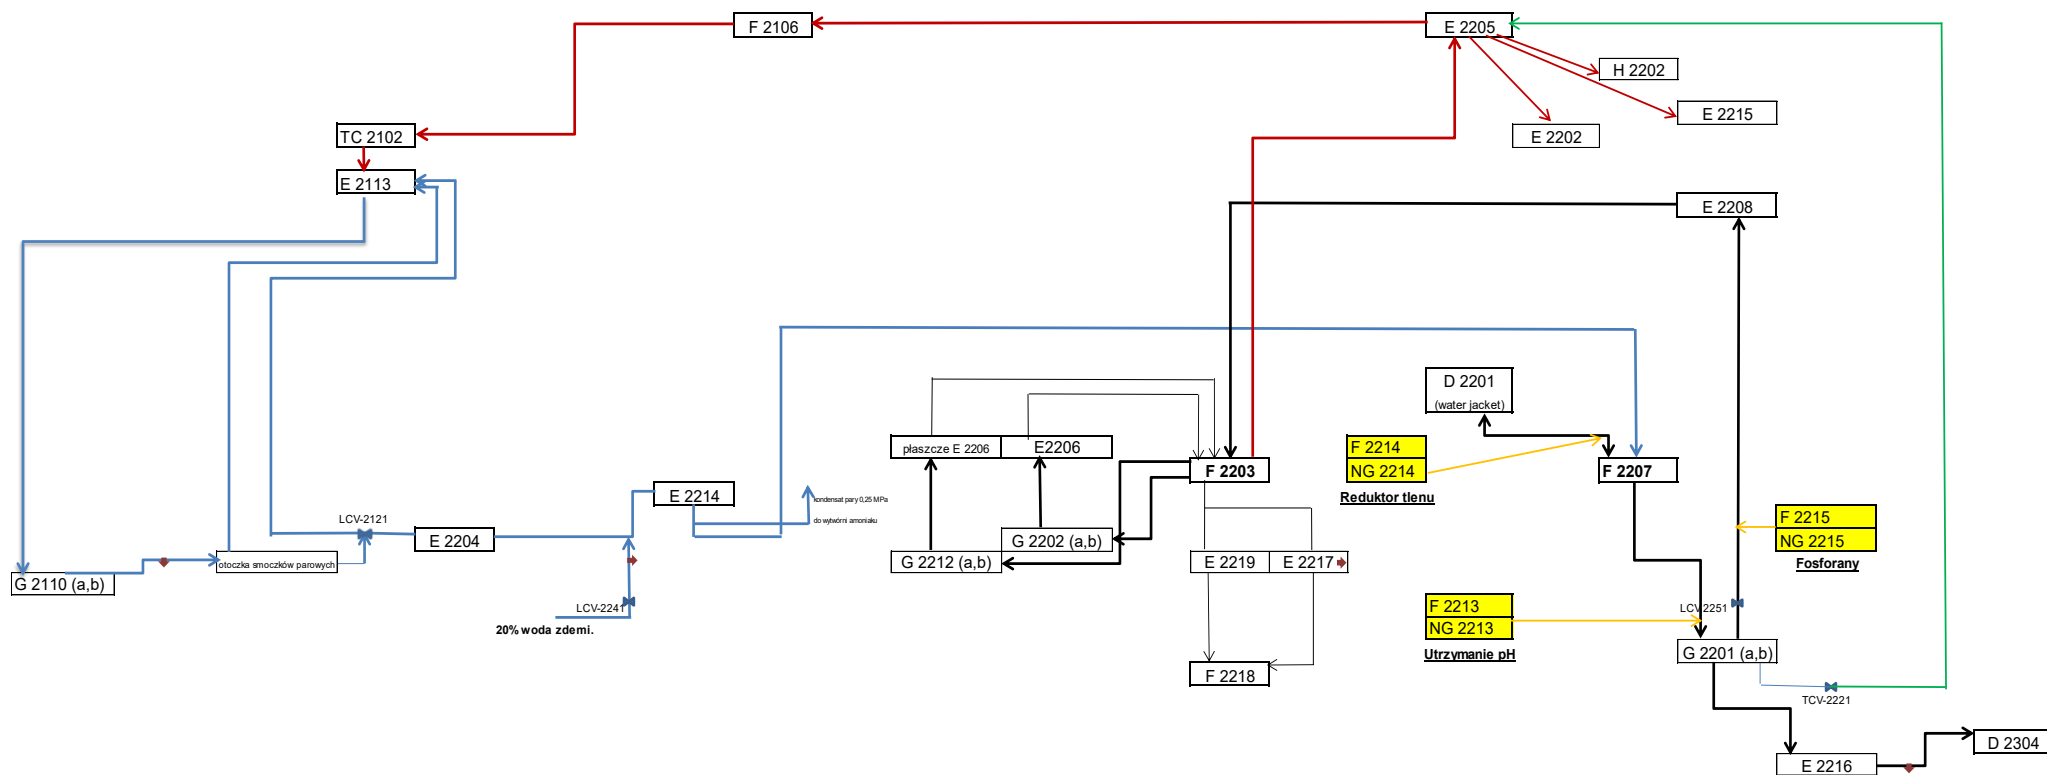 F 2106
E 2205
H 2202
E 2215
E 2202
TC 2102
E 2113
E 2208
D 2201
(water jacket)
płaszcze E 2206
E2206
F 2203
F 2214
NG 2214
Reduktor tlenu
F 2207
E 2214
kondensat pary 0,25 MPa
do wytwórni amoniaku
LCV-2121
E 2204
G 2202 (a,b)
G 2212 (a,b)
E 2219
E 2217
F 2215
NG 2215
Fosforany
otoczka smoczków parowych
G 2110 (a,b)
LCV-2241
20% woda zdemi.
F 2213
NG 2213
Utrzymanie pH
LCV-2251
G 2201 (a,b)
F 2218
TCV-2221
D 2304
E 2216